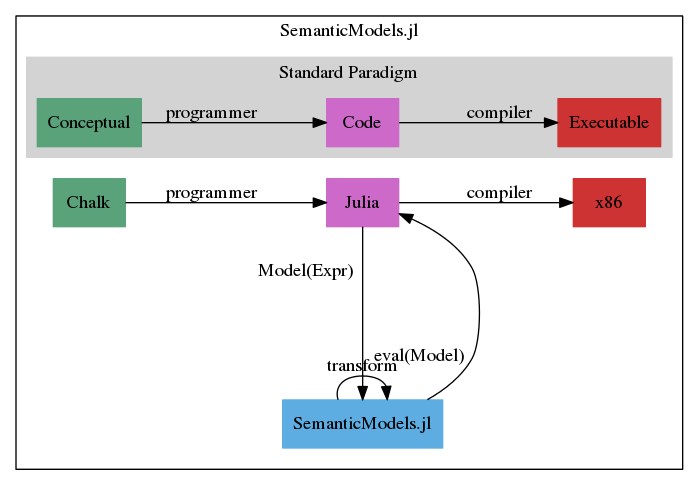 SemanticModels.jl
Standard Paradigm
Conceptual programmer Code compiler Executable
Chalk programmer Julia compiler x86
Model(Expr)
eval(Model)
transform
SemanticModels.jl